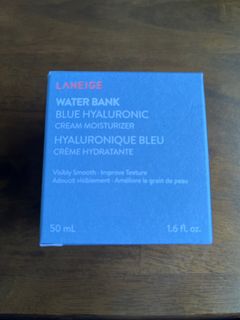 LANEIGE
WATER BANK
BLUE HYALURONIC
CREAM MOISTURIZER
HYALURONIQUE BLEU
CRÈME HYDRATANTE
Visibly Smooth · Improve Texture
Adoucit visiblement · Améliore le grain de peau
50 mL 1.6 fl. oz.